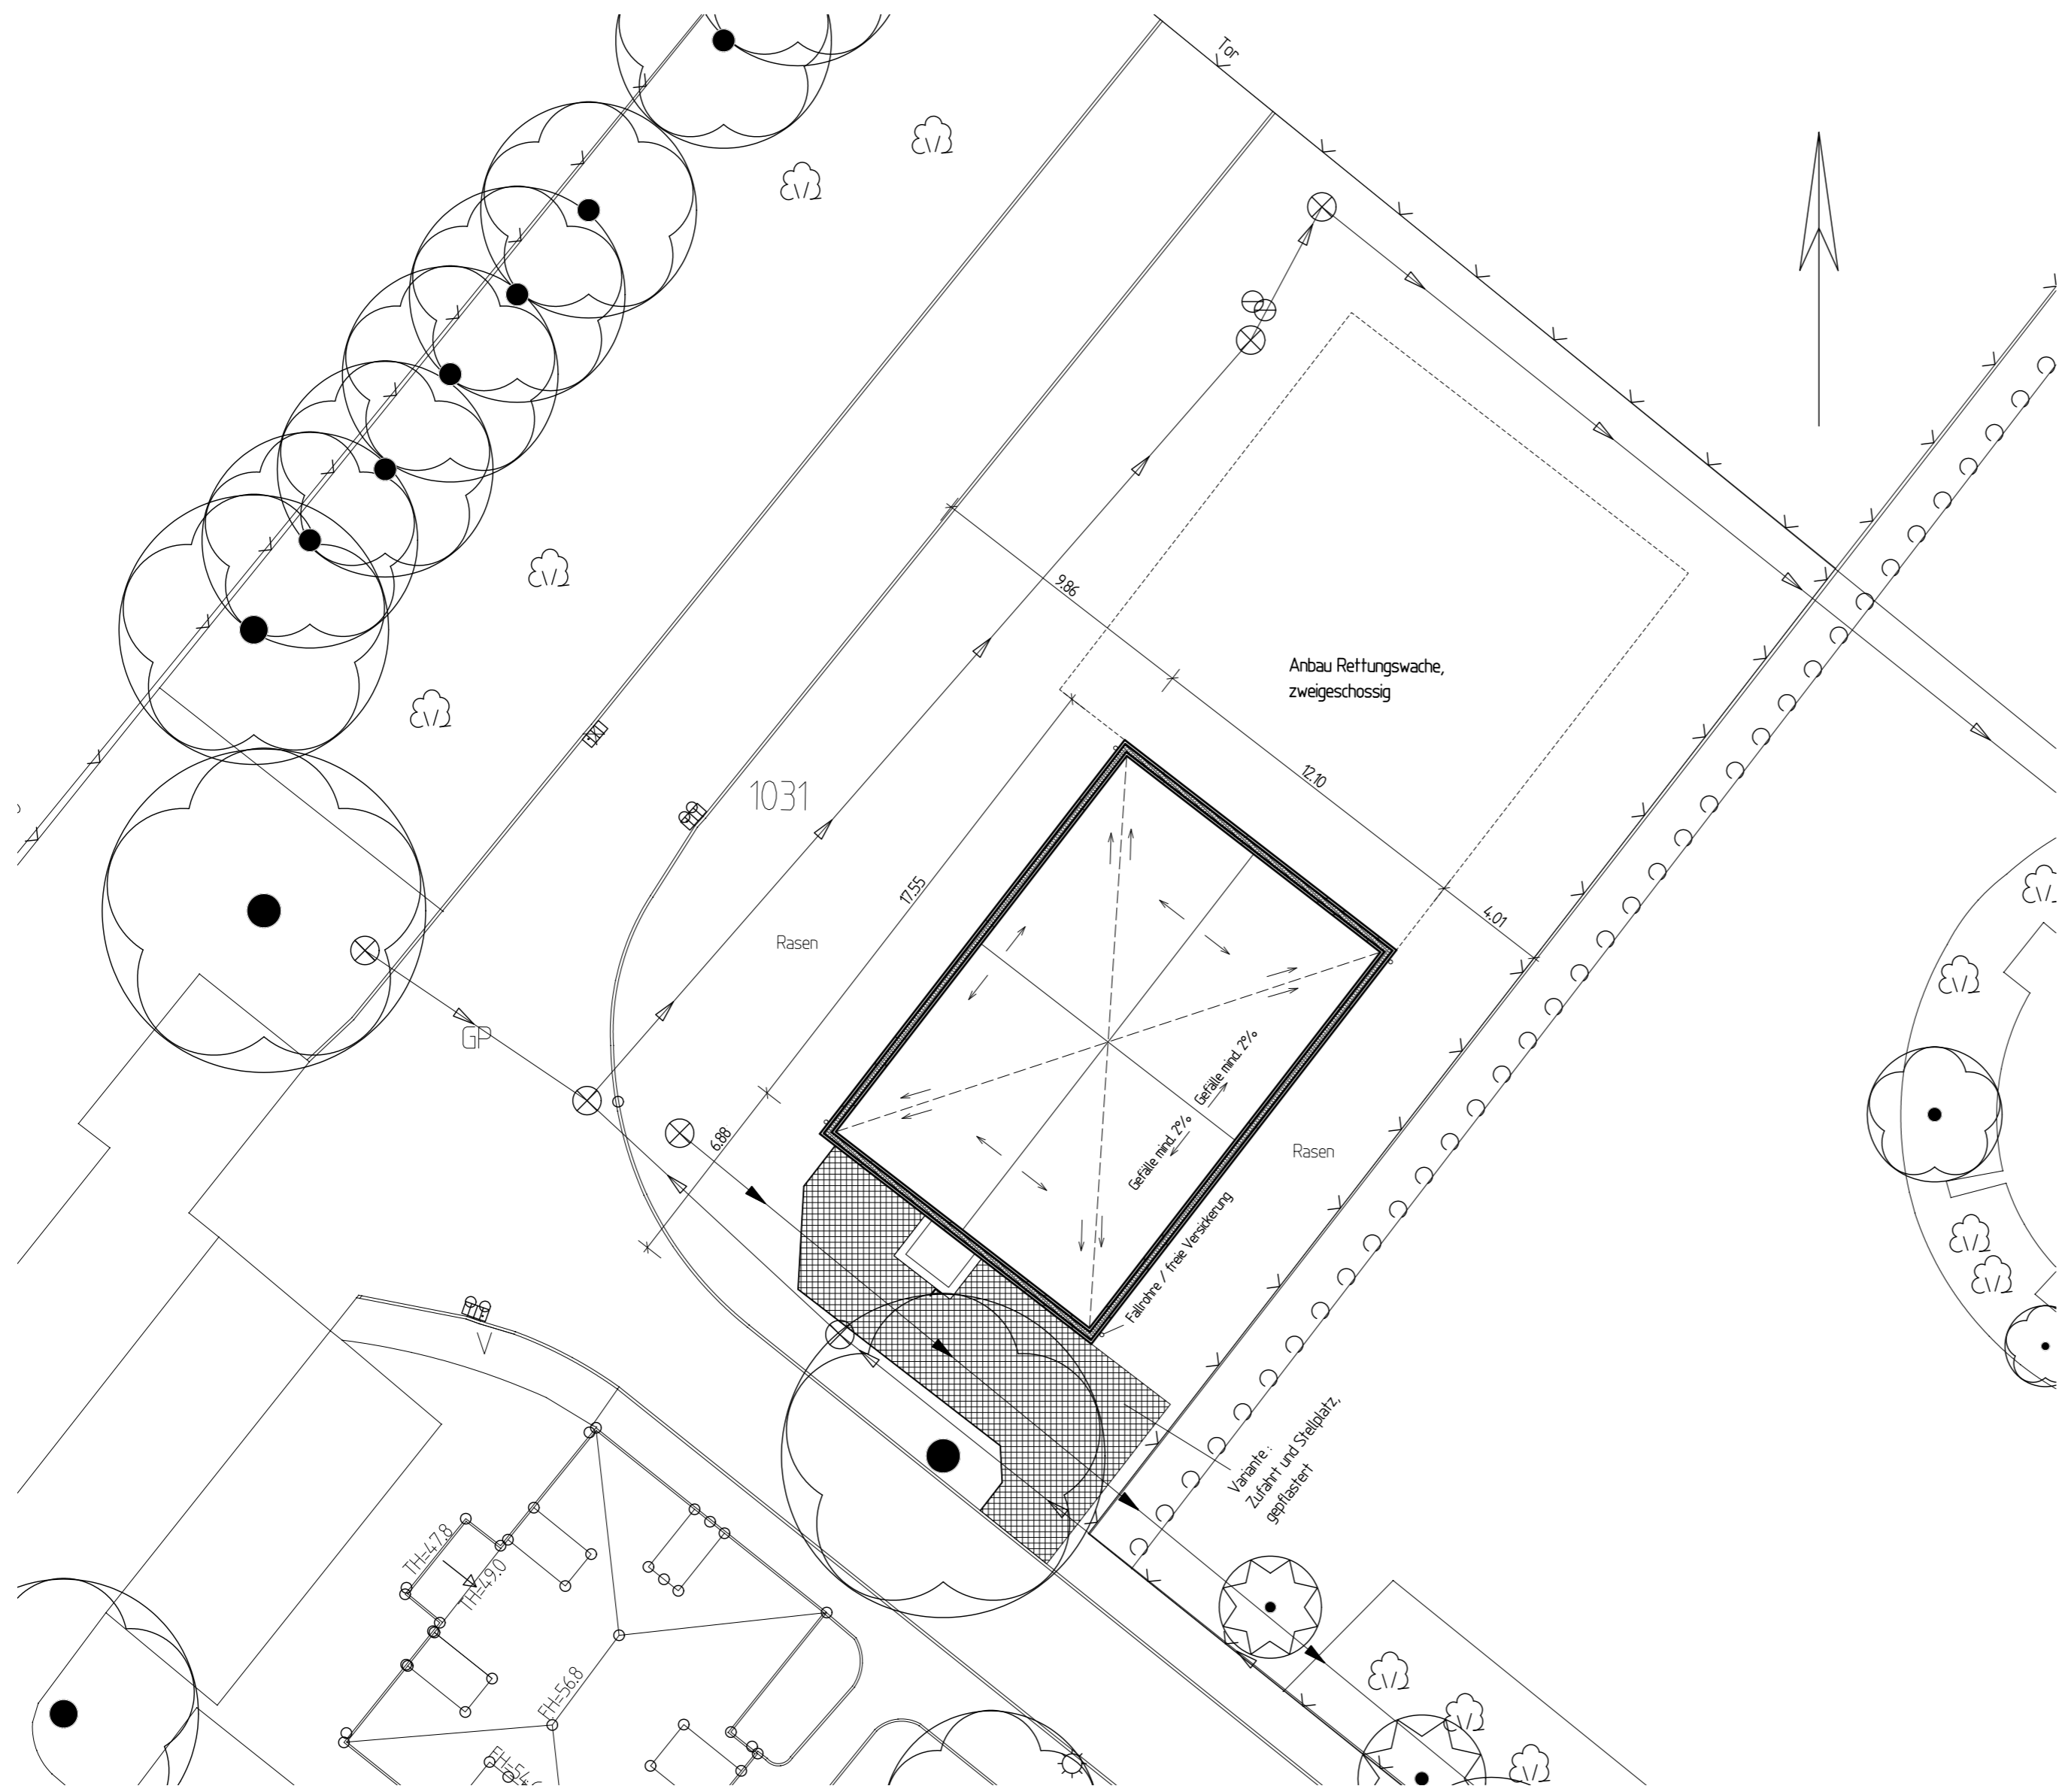 Tor
9.86
Anbau Rettungswache,
zweigeschossig
12.10
1031
17.55
4.01
Rasen
GP
Gefälle mind. 2%
Gefälle mind. 2%
6.88
Rasen
Fallrohre / freie Versickerung
Variante :
Zufahrt und Stellplatz,
gepflastert
TH=47.8
TH=49.0
FH=56.8